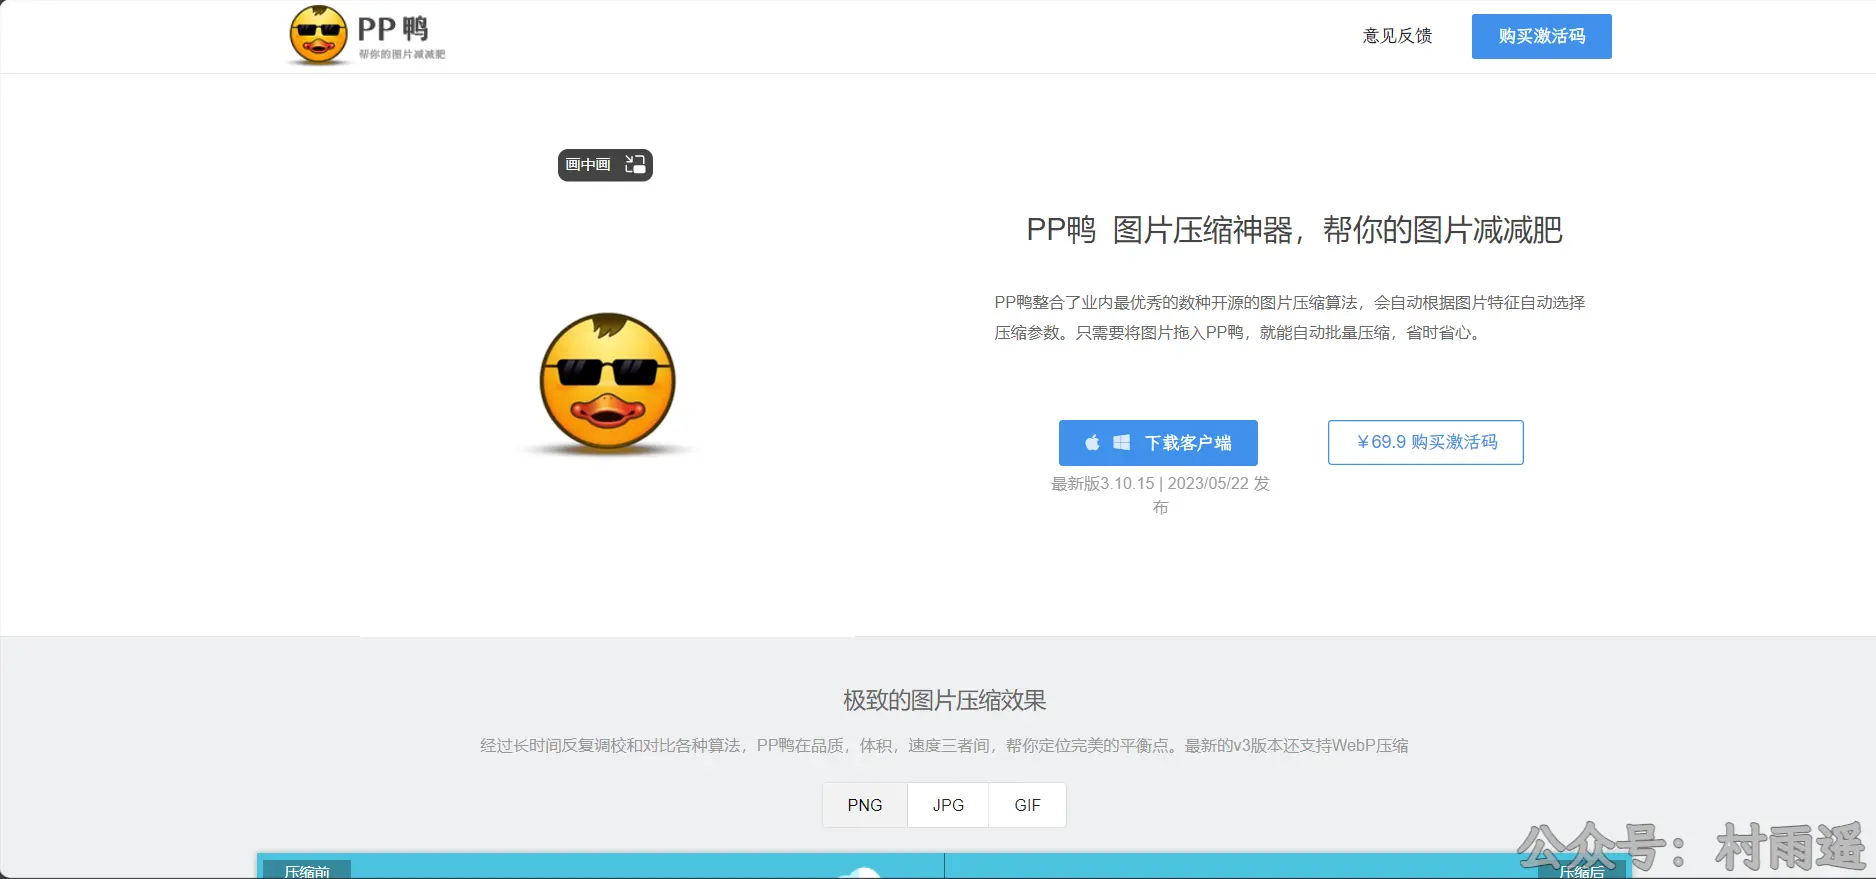 PP 鸭
帮你的图片减减肥
意见反馈
购买激活码
画中画
PP鸭 图片压缩神器，帮你的图片减减肥
PP鸭整合了业内最优秀的数种开源的图片压缩算法，会自动根据图片特征自动选择
压缩参数。只需要将图片拖入PP鸭，就能自动批量压缩，省时省心。
下载客户端
￥69.9 购买激活码
最新版3.10.15 | 2023/05/22 发
布
极致的图片压缩效果
经过长时间反复调校和对比各种算法，PP鸭在品质，体积，速度三者间，帮你定位完美的平衡点。最新的v3版本还支持WebP压缩
PNG
JPG
GIF
压缩前
压缩后
公众号：村雨遥